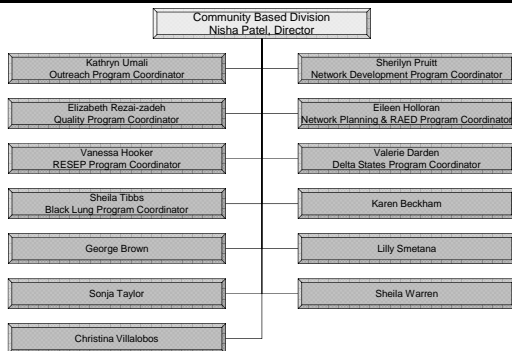 Community Based Division
Nisha Patel, Director
Kathryn Umali
Outreach Program Coordinator
Sherilyn Pruitt
Network Development Program Coordinator
Elizabeth Rezai-zadeh
Quality Program Coordinator
Eileen Holloran
Network Planning & RAED Program Coordinator
Vanessa Hooker
RESEP Program Coordinator
Valerie Darden
Delta States Program Coordinator
Sheila Tibbs
Black Lung Program Coordinator
Karen Beckham
George Brown
Lilly Smetana
Sonja Taylor
Sheila Warren
Christina Villalobos